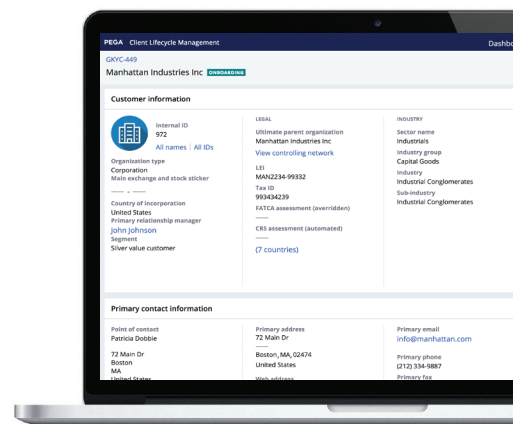 PEGA Client Lifecycle Management
Dashbo
GKYC-449
Manhattan Industries Inc ONBOARDING
Customer information
Internal ID
972
All names | All IDs
Organization type
Corporation
Main exchange and stock sticker
—— - ——
Country of incorporation
United States
Primary relationship manager
John Johnson
Segment
Silver value customer
LEGAL
Ultimate parent organization
Manhattan Industries Inc
View controlling network
LEI
MAN2234-99332
Tax ID
993434239
FATCA assessment (overridden)
——
CRS assessment (automated)
——
(7 countries)
INDUSTRY
Sector name
Industrials
Industry group
Capital Goods
Industry
Industrial Conglomerates
Sub-industry
Industrial Conglomerates
Primary contact information
Point of contact
Patricia Dobbie
72 Main Dr
Boston
MA
United States
Primary address
72 Main Dr
——
Boston, MA, 02474
United States
Web address
Primary email
info@manhattan.com
Primary phone
(212) 334-9887
Primary fax